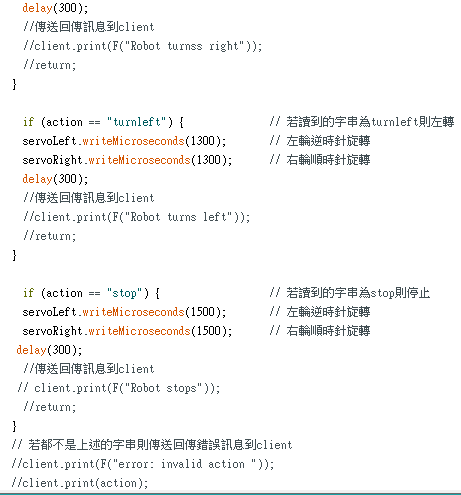 delay(300);
//傳送回傳訊息到client
//client.print(F("Robot turnss right"));
//return;
}
if (action == "turnleft") { // 若讀到的字串為turnleft則左轉
servoLeft.writeMicroseconds(1300); // 左輪逆時針旋轉
servoRight.writeMicroseconds(1300); // 右輪順時針旋轉
delay(300);
//傳送回傳訊息到client
//client.print(F("Robot turns left"));
//return;
}
if (action == "stop") { // 若讀到的字串為stop則停止
servoLeft.writeMicroseconds(1500); // 左輪逆時針旋轉
servoRight.writeMicroseconds(1500); // 右輪順時針旋轉
delay(300);
//傳送回傳訊息到client
// client.print(F("Robot stops"));
//return;
}
// 若都不是上述的字串則傳送回傳錯誤訊息到client
//client.print(F("error: invalid action "));
//client.print(action);